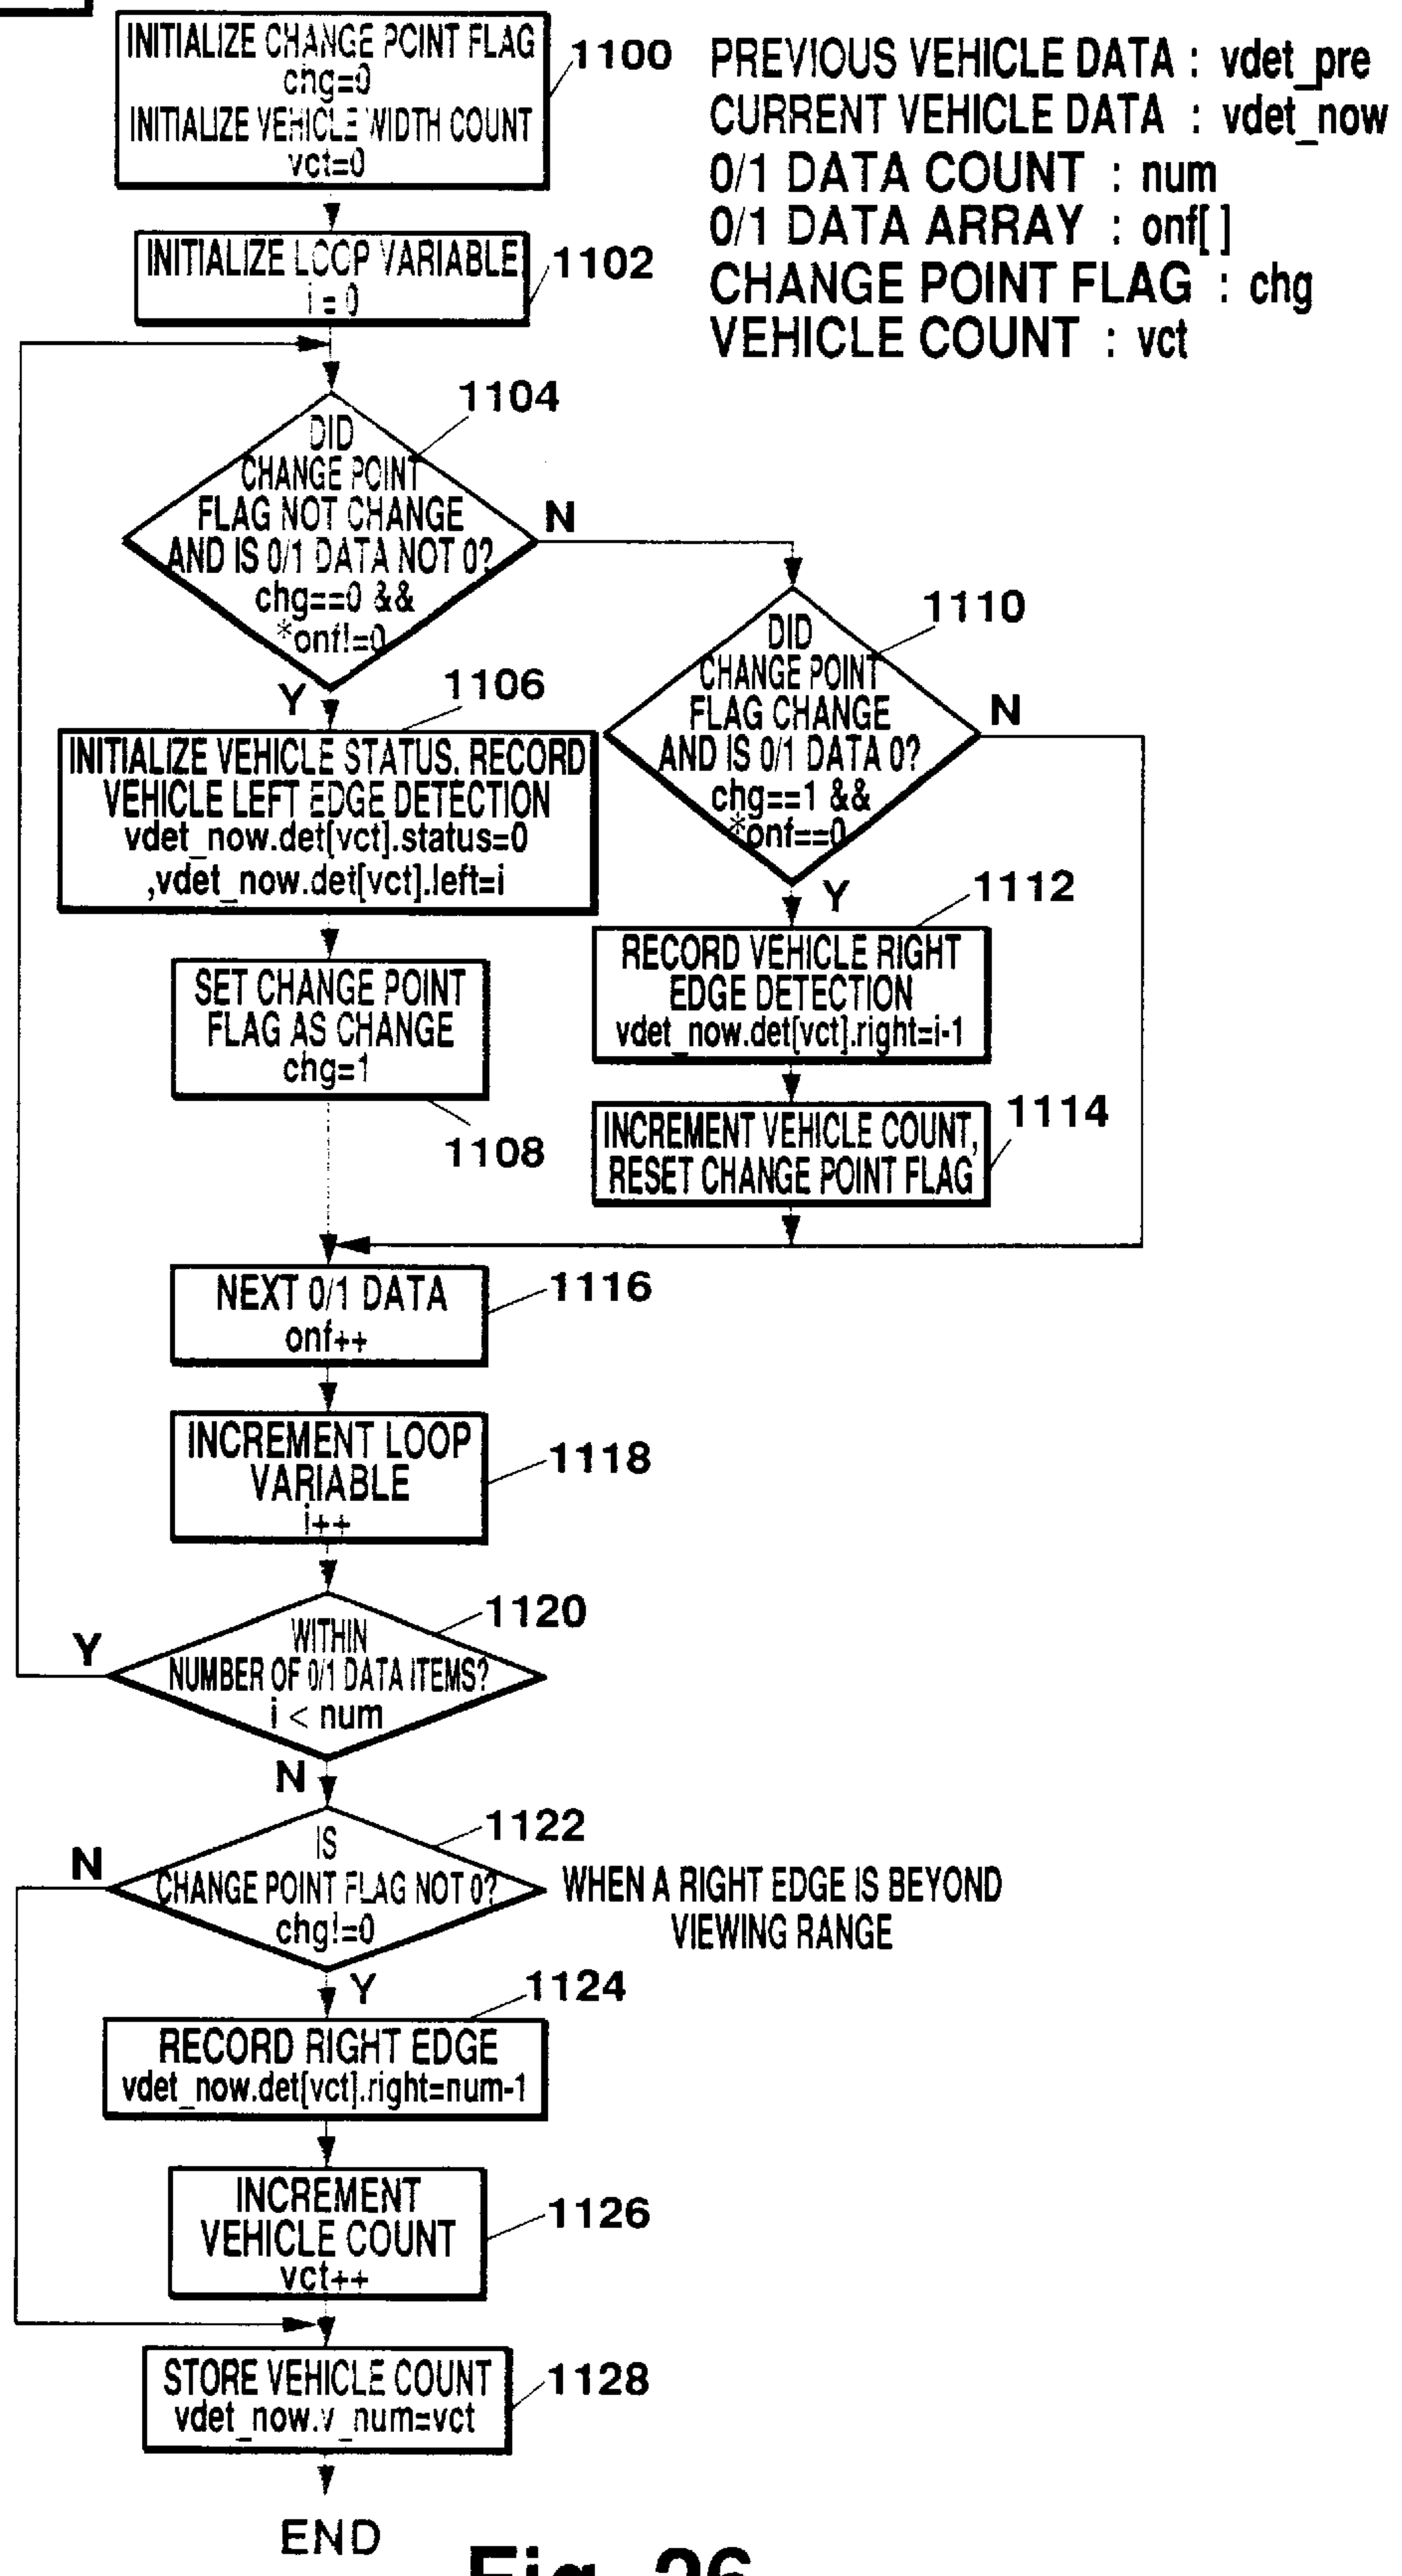 INITIALIZE CHANGE POINT FLAG
chg=0
INITIALIZE VEHICLE WIDTH COUNT
vct=0
1100
PREVIOUS VEHICLE DATA : vdet_pre
CURRENT VEHICLE DATA : vdet_now
0/1 DATA COUNT : num
0/1 DATA ARRAY : onf[ ]
CHANGE POINT FLAG : chg
VEHICLE COUNT : vct
INITIALIZE LOOP VARIABLE
i = 0
1102
1104
DID
CHANGE POINT
FLAG NOT CHANGE
AND IS 0/1 DATA NOT 0?
chg==0 &&
*onf!=0
N
Y
1110
DID
CHANGE POINT
FLAG CHANGE
AND IS 0/1 DATA 0?
chg==1 &&
*onf==0
N
Y
1106
INITIALIZE VEHICLE STATUS. RECORD
VEHICLE LEFT EDGE DETECTION
vdet_now.det[vct].status=0
,vdet_now.det[vct].left=i
1112
RECORD VEHICLE RIGHT
EDGE DETECTION
vdet_now.det[vct].right=i-1
SET CHANGE POINT
FLAG AS CHANGE
chg=1
1108
1114
INCREMENT VEHICLE COUNT,
RESET CHANGE POINT FLAG
NEXT 0/1 DATA
onf++
1116
INCREMENT LOOP
VARIABLE
i++
1118
1120
WITHIN
NUMBER OF 0/1 DATA ITEMS?
i < num
Y
N
1122
IS
CHANGE POINT FLAG NOT 0?
chg!=0
N
WHEN A RIGHT EDGE IS BEYOND
VIEWING RANGE
Y
1124
RECORD RIGHT EDGE
vdet_now.det[vct].right=num-1
INCREMENT
VEHICLE COUNT
vct++
1126
STORE VEHICLE COUNT
vdet_now.v_num=vct
1128
END
Fig. 26